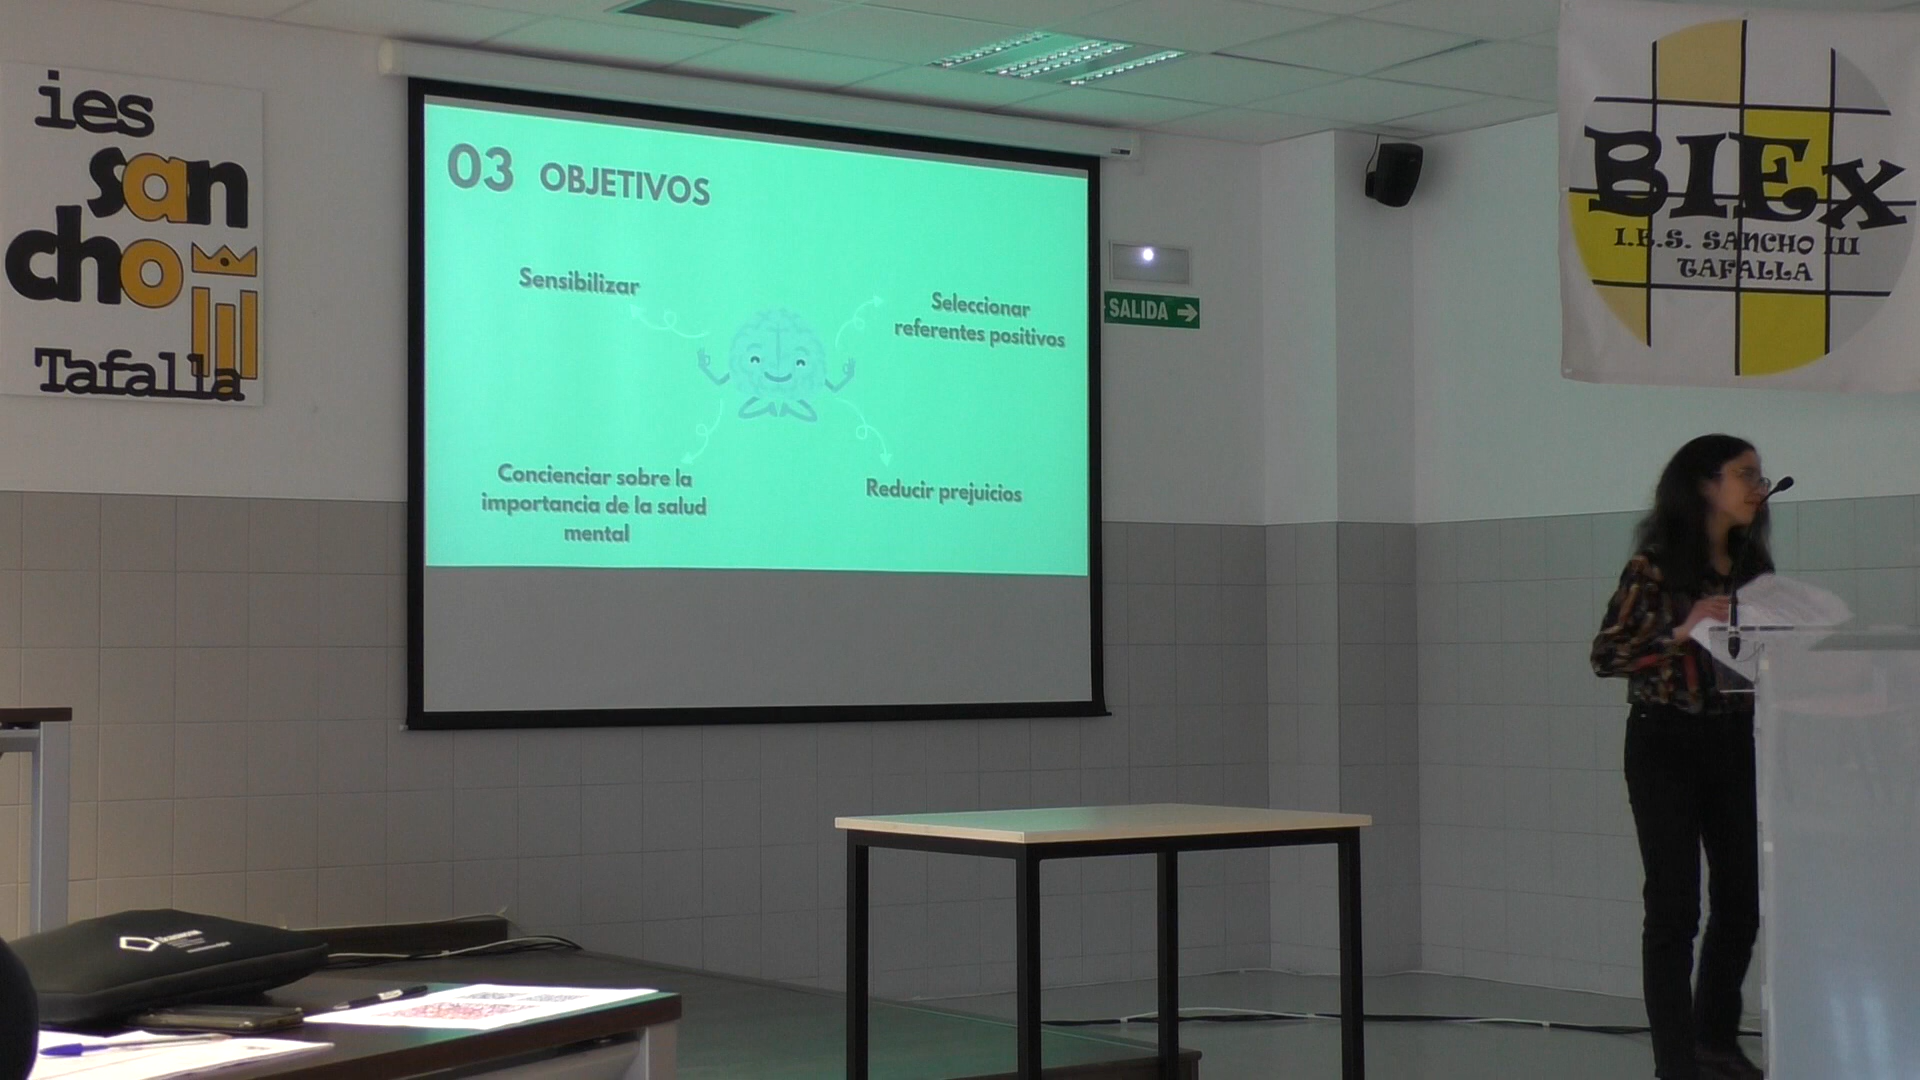 ies
san
cho III
Tafalla
03 OBJETIVOS
Sensibilizar
Seleccionar
referentes positivos
Concienciar sobre la
importancia de la salud
mental
Reducir prejuicios
SALIDA
BIEx
I.E.S. SANCHO III
TAFALLA